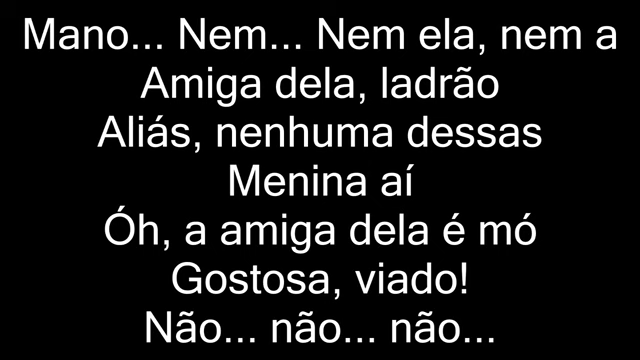 Mano... Nem... Nem ela, nem a
Amiga dela, ladrão
Aliás, nenhuma dessas
Menina aí
Óh, a amiga dela é mó
Gostosa, viado!
Não... não... não...